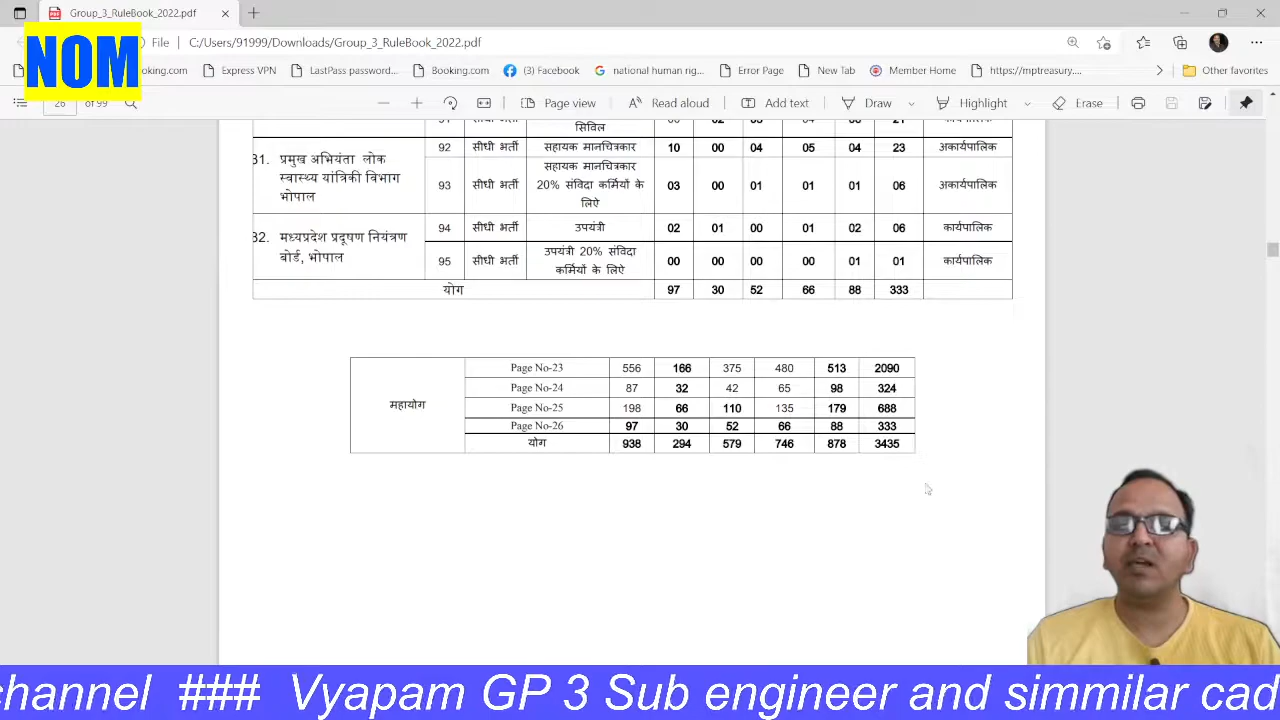 Group_3_RuleBook_2022.pdf
NOM
File C:/Users/91999/Downloads/Group_3_RuleBook_2022.pdf
ooking.com Express VPN LastPass password... Booking.com (3) Facebook national human rig... Error Page New Tab Member Home https://mptreasury.... Other favorites
26 of 99 Page view Read aloud Add text Draw Highlight Erase
सीधी भर्ती सिविल 02 21
31. प्रमुख अभियंता लोक स्वास्थ्य यांत्रिकी विभाग भोपाल
92 सीधी भर्ती सहायक मानचित्रकार 10 00 04 05 04 23 अकार्यपालिक
93 सीधी भर्ती सहायक मानचित्रकार 20% संविदा कर्मियों के लिऐ 03 00 01 01 01 06 अकार्यपालिक
32. मध्यप्रदेश प्रदूषण नियंत्रण बोर्ड, भोपाल
94 सीधी भर्ती उपयंत्री 02 01 00 01 02 06 कार्यपालिक
95 सीधी भर्ती उपयंत्री 20% संविदा कर्मियों के लिऐ 00 00 00 00 01 01 कार्यपालिक
योग 97 30 52 66 88 333
महायोग
Page No-23 556 166 375 480 513 2090
Page No-24 87 32 42 65 98 324
Page No-25 198 66 110 135 179 688
Page No-26 97 30 52 66 88 333
योग 938 294 579 746 878 3435
channel ### Vyapam GP 3 Sub engineer and simmilar cad